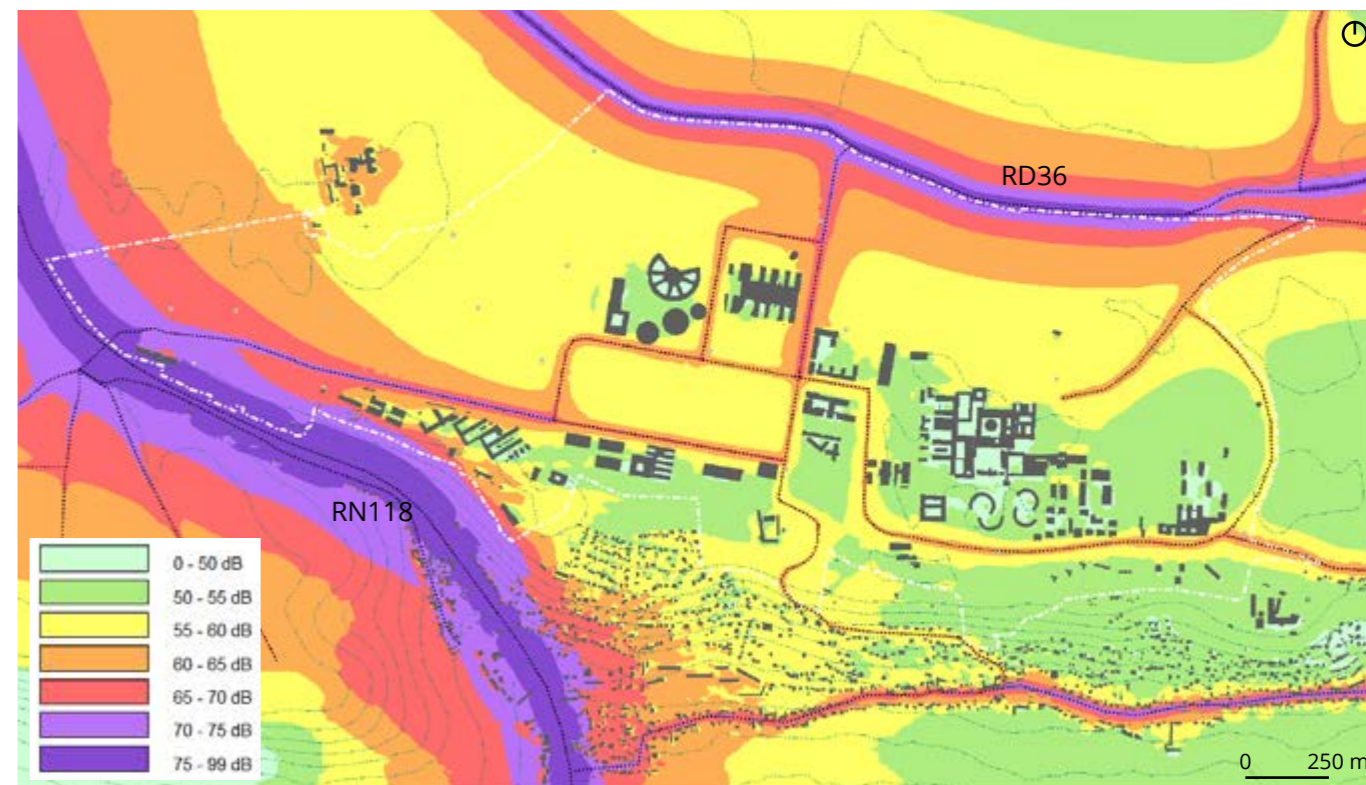 RD36
RN118
0 - 50 dB
50 - 55 dB
55 - 60 dB
60 - 65 dB
65 - 70 dB
70 - 75 dB
75 - 99 dB
0 250 m